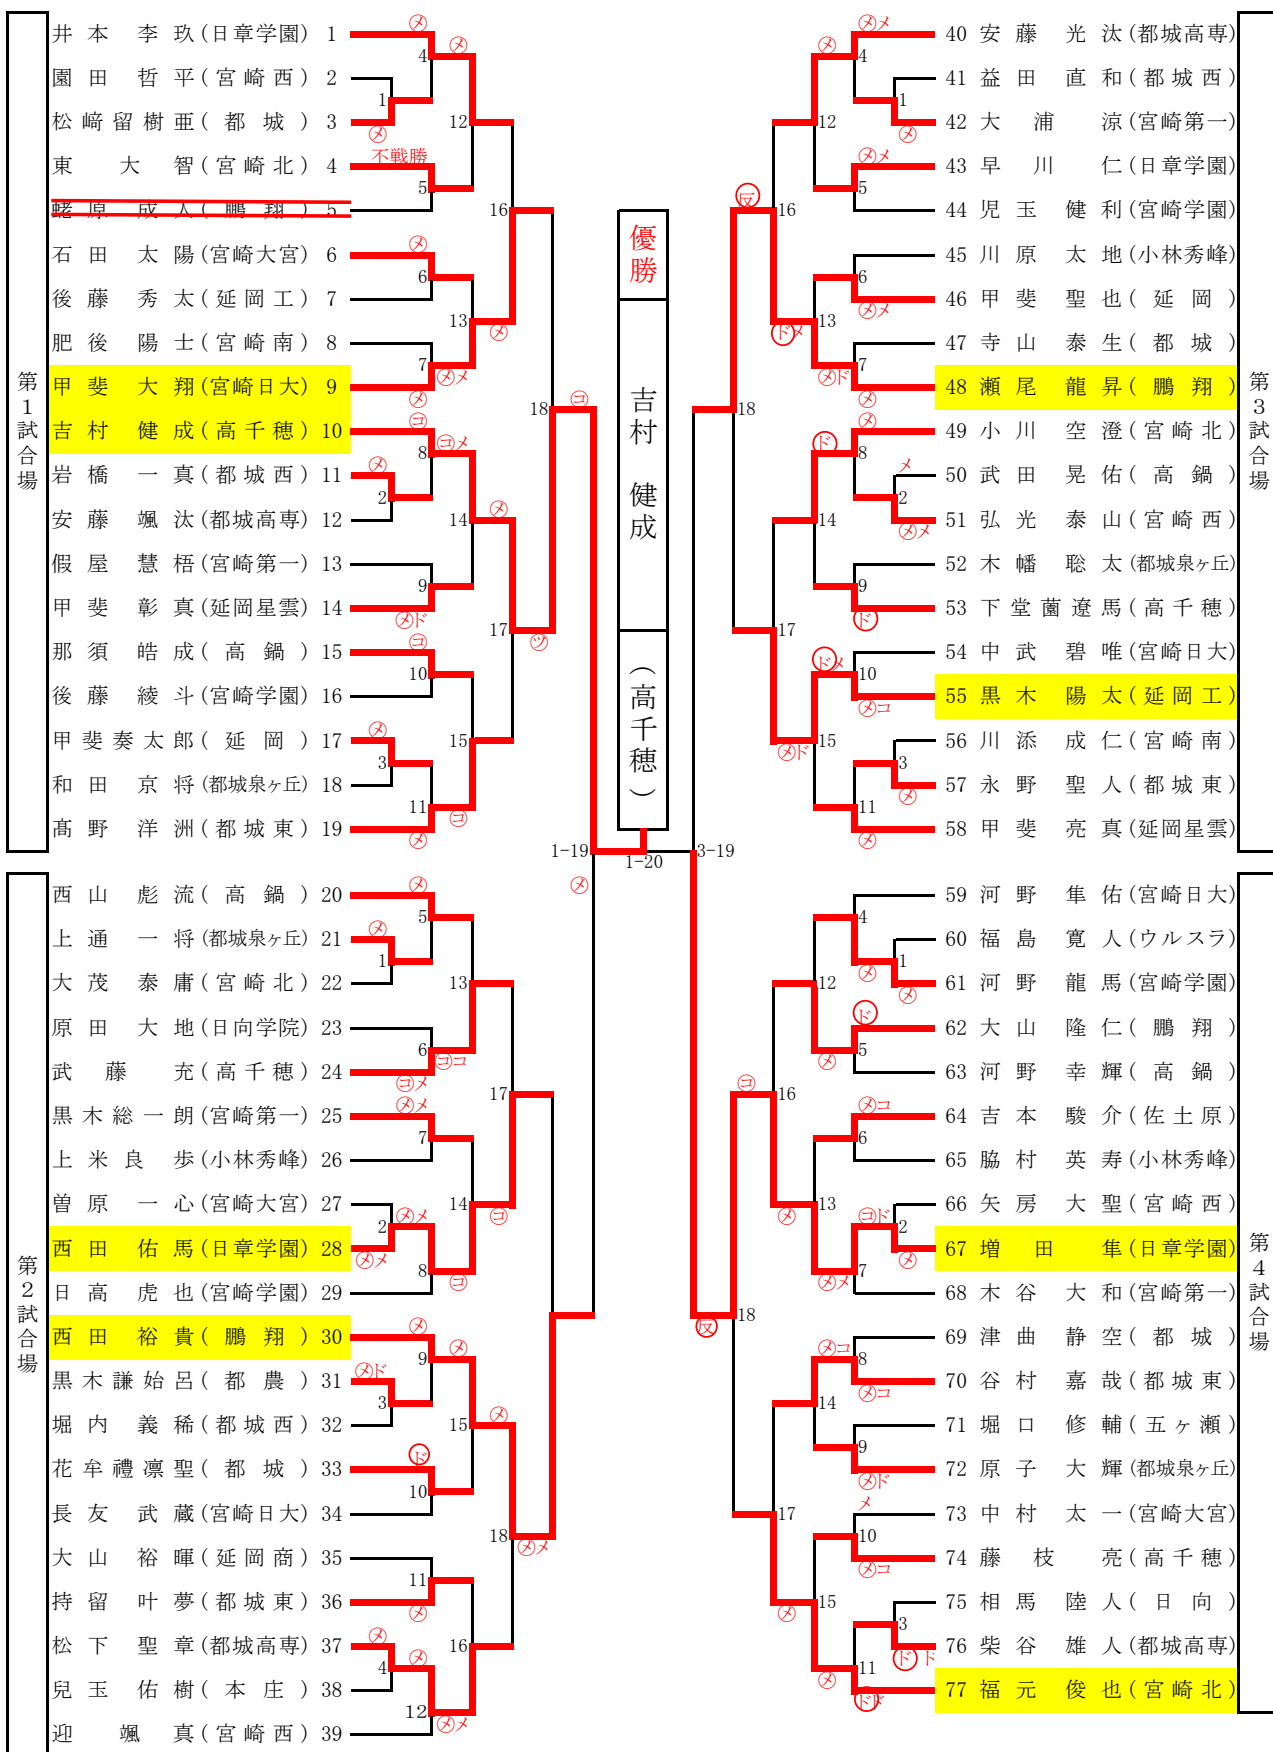 第1試合場
井本 李玖(日章学園) 1
園田 哲平(宮崎西) 2
松﨑留樹亜(都城) 3
東 大智(宮崎北) 4
不戦勝
蛯原 成人(鵬翔) 5
石田 太陽(宮崎大宮) 6
後藤 秀太(延岡工) 7
肥後 陽士(宮崎南) 8
甲斐 大翔(宮崎日大) 9
吉村 健成(高千穂) 10
岩橋 一真(都城西) 11
安藤 颯汰(都城高専) 12
假屋 慧梧(宮崎第一) 13
甲斐 彰真(延岡星雲) 14
那須 皓成(高鍋) 15
後藤 綾斗(宮崎学園) 16
甲斐奏太郎(延岡) 17
和田 京将(都城泉ヶ丘) 18
髙野 洋洲(都城東) 19
第2試合場
西山 彪流(高鍋) 20
上通 一将(都城泉ヶ丘) 21
大茂 泰庸(宮崎北) 22
原田 大地(日向学院) 23
武藤 充(高千穂) 24
黒木総一朗(宮崎第一) 25
上米良 歩(小林秀峰) 26
曽原 一心(宮崎大宮) 27
西田 佑馬(日章学園) 28
日高 虎也(宮崎学園) 29
西田 裕貴(鵬翔) 30
黒木謙始呂(都農) 31
堀内 義稀(都城西) 32
花牟禮凛聖(都城) 33
長友 武蔵(宮崎日大) 34
大山 裕暉(延岡商) 35
持留 叶夢(都城東) 36
松下 聖章(都城高専) 37
兒玉 佑樹(本庄) 38
迎 颯真(宮崎西) 39
優勝
吉村 健成
(高千穂)
1-19
1-20
3-19
第3試合場
40 安藤 光汰(都城高専)
41 益田 直和(都城西)
42 大浦 涼(宮崎第一)
43 早川 仁(日章学園)
44 児玉 健利(宮崎学園)
45 川原 太地(小林秀峰)
46 甲斐 聖也(延岡)
47 寺山 泰生(都城)
48 瀬尾 龍昇(鵬翔)
49 小川 空澄(宮崎北)
50 武田 晃佑(高鍋)
51 弘光 泰山(宮崎西)
52 木幡 聡太(都城泉ヶ丘)
53 下堂薗遼馬(高千穂)
54 中武 碧唯(宮崎日大)
55 黒木 陽太(延岡工)
56 川添 成仁(宮崎南)
57 永野 聖人(都城東)
58 甲斐 亮真(延岡星雲)
第4試合場
59 河野 隼佑(宮崎日大)
60 福島 寛人(ウルスラ)
61 河野 龍馬(宮崎学園)
62 大山 隆仁(鵬翔)
63 河野 幸輝(高鍋)
64 吉本 駿介(佐土原)
65 脇村 英寿(小林秀峰)
66 矢房 大聖(宮崎西)
67 増田 隼(日章学園)
68 木谷 大和(宮崎第一)
69 津曲 静空(都城)
70 谷村 嘉哉(都城東)
71 堀口 修輔(五ヶ瀬)
72 原子 大輝(都城泉ヶ丘)
73 中村 太一(宮崎大宮)
74 藤枝 亮(高千穂)
75 相馬 陸人(日向)
76 柴谷 雄人(都城高専)
77 福元 俊也(宮崎北)